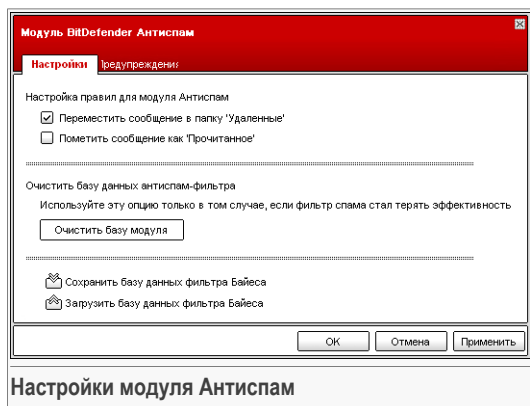 Модуль BitDefender Антиспам
Настройки Предупреждения
Настройка правил для модуля Антиспам
Переместить сообщение в папку 'Удаленные'
Пометить сообщение как 'Прочитанное'
Очистить базу данных антиспам-фильтра
Используйте эту опцию только в том случае, если фильтр спама стал терять эффективность
Очистить базу модуля
Сохранить базу данных фильтра Байеса
Загрузить базу данных фильтра Байеса
OK Отмена Применить
Настройки модуля Антиспам